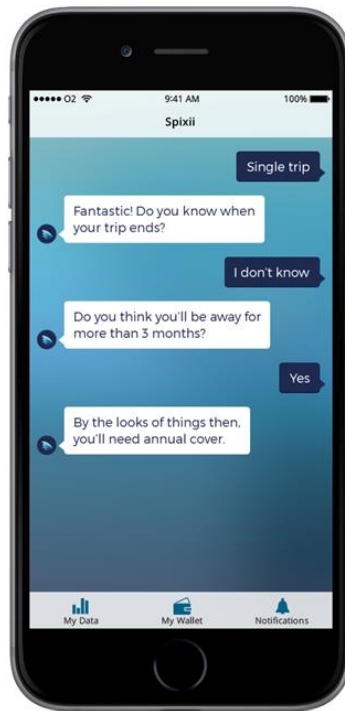 ●●●●● O2 9:41 AM 100%
Spixii
Single trip
Fantastic! Do you know when
your trip ends?
I don't know
Do you think you'll be away for
more than 3 months?
Yes
By the looks of things then,
you'll need annual cover.
My Data My Wallet Notifications